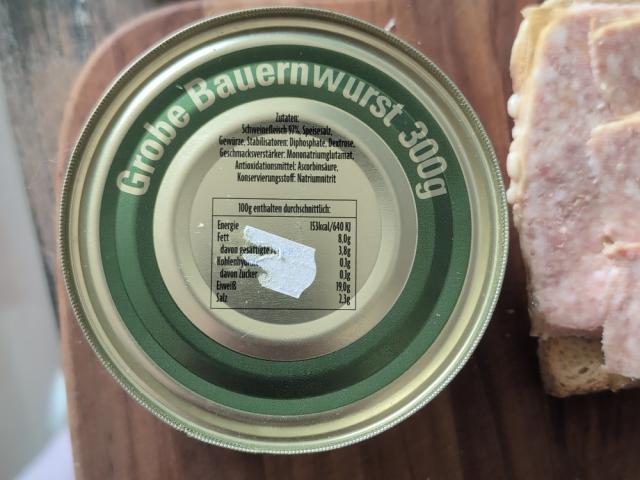 Grobe Bauernwurst 300g
Zutaten:
Schweinefleisch 97%, Speisesalz,
Gewürze, Stabilisatoren: Diphosphate, Dextrose,
Geschmacksverstärker: Mononatriumglutamat,
Antioxidationsmittel: Ascorbinsäure,
Konservierungsstoff: Natriumnitrit
100g enthalten durchschnittlich:
Energie 153kcal/640 KJ
Fett 8,0g
davon gesättigte 3,8g
0,1g
davon Zucker 0,1g
Eiweiß 19,0g
Salz 2,3g